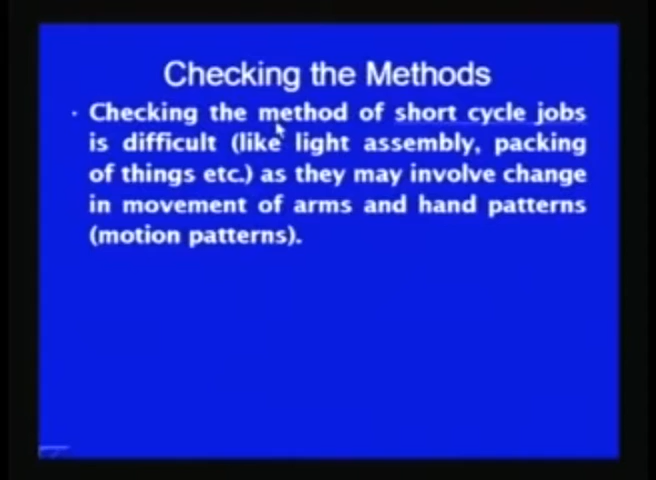 Checking the Methods
· Checking the method of short cycle jobs
is difficult (like light assembly, packing
of things etc.) as they may involve change
in movement of arms and hand patterns
(motion patterns).